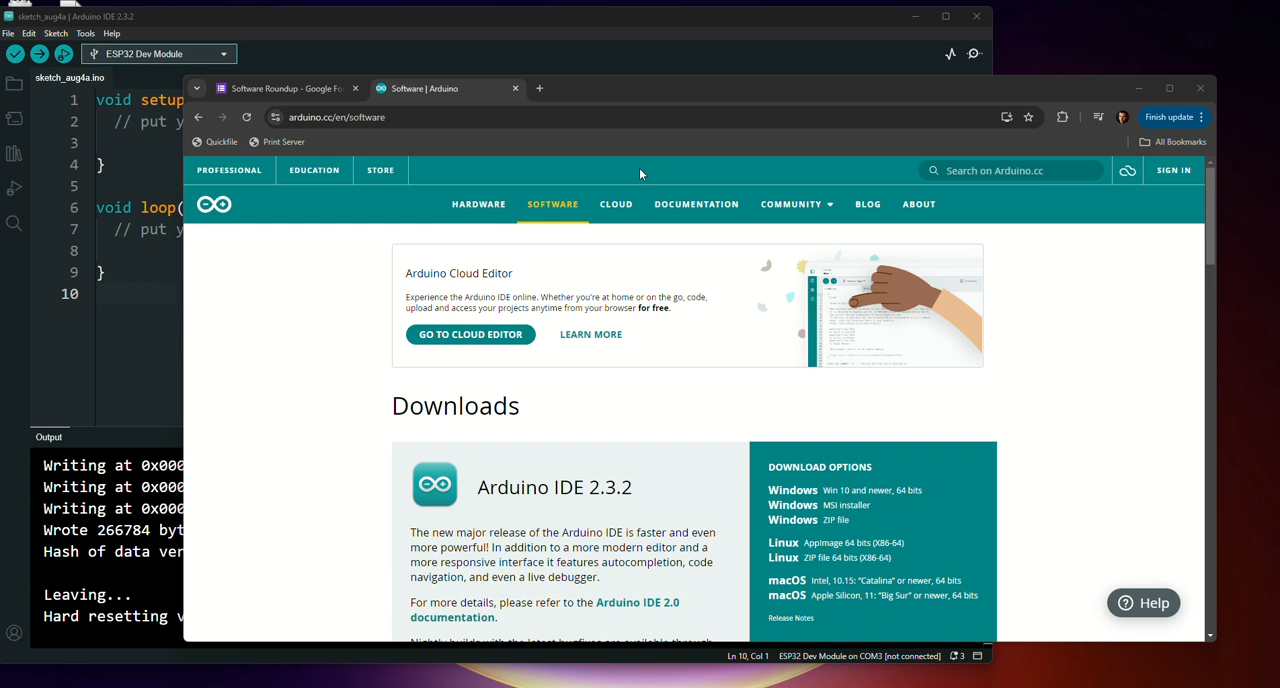 sketch_aug4a | Arduino IDE 2.3.2
File Edit Sketch Tools Help
ESP32 Dev Module
sketch_aug4a.ino
1 void setup
2 // put y
3
4 }
5
6 void loop(
7 // put y
8
9 }
10
Output
Writing at 0x000
Writing at 0x000
Writing at 0x000
Wrote 266784 byt
Hash of data ver
Leaving...
Hard resetting v
Ln 10, Col 1 ESP32 Dev Module on COM3 [not connected] 3
Software Roundup - Google Fo
Software | Arduino
arduino.cc/en/software
Finish update
Quickfile Print Server All Bookmarks
PROFESSIONAL EDUCATION STORE Search on Arduino.cc SIGN IN
HARDWARE SOFTWARE CLOUD DOCUMENTATION COMMUNITY BLOG ABOUT
Arduino Cloud Editor
Experience the Arduino IDE online. Whether you're at home or on the go, code,
upload and access your projects anytime from your browser for free.
GO TO CLOUD EDITOR LEARN MORE
Downloads
Arduino IDE 2.3.2
The new major release of the Arduino IDE is faster and even
more powerful! In addition to a more modern editor and a
more responsive interface it features autocompletion, code
navigation, and even a live debugger.
For more details, please refer to the Arduino IDE 2.0
documentation.
Nightly builds with the latest bugfixes are available through
DOWNLOAD OPTIONS
Windows Win 10 and newer, 64 bits
Windows MSI installer
Windows ZIP file
Linux AppImage 64 bits (X86-64)
Linux ZIP file 64 bits (X86-64)
macOS Intel, 10.15: "Catalina" or newer, 64 bits
macOS Apple Silicon, 11: "Big Sur" or newer, 64 bits
Release Notes
Help